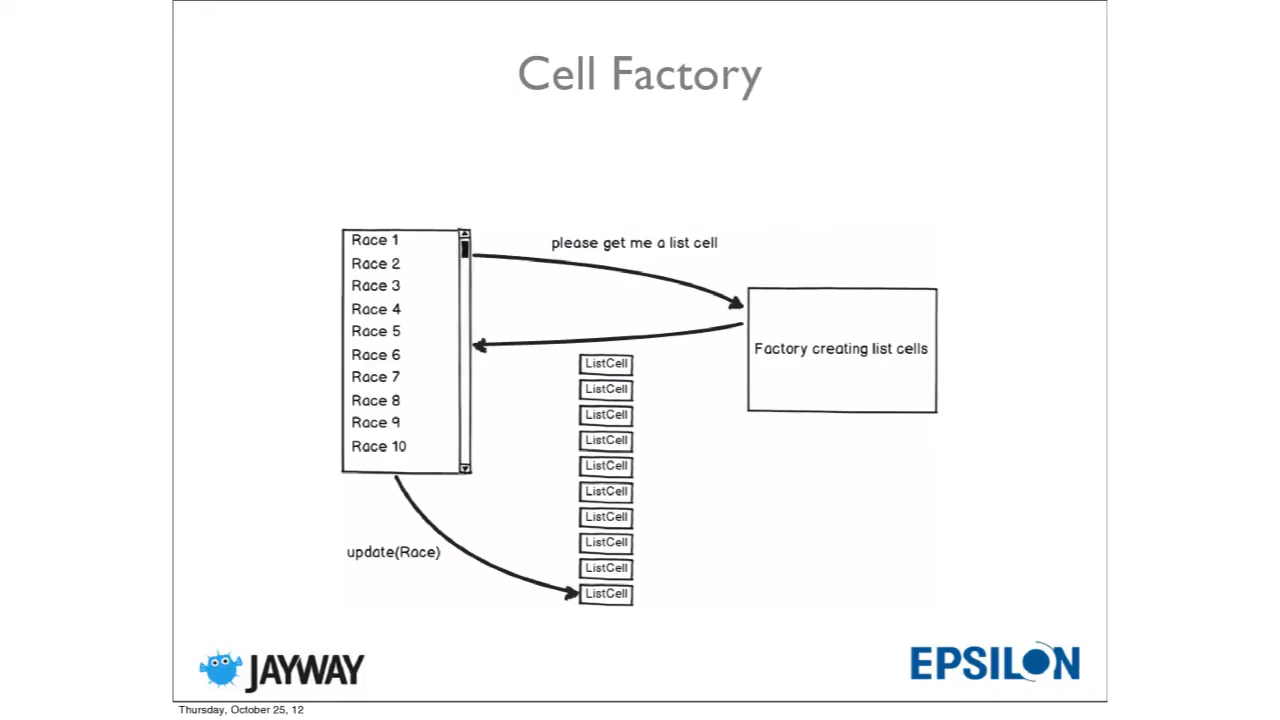 Cell Factory
Race 1
Race 2
Race 3
Race 4
Race 5
Race 6
Race 7
Race 8
Race 9
Race 10
please get me a list cell
Factory creating list cells
ListCell
ListCell
ListCell
ListCell
ListCell
ListCell
ListCell
ListCell
ListCell
ListCell
update(Race)
JAYWAY
EPSILON
Thursday, October 25, 12